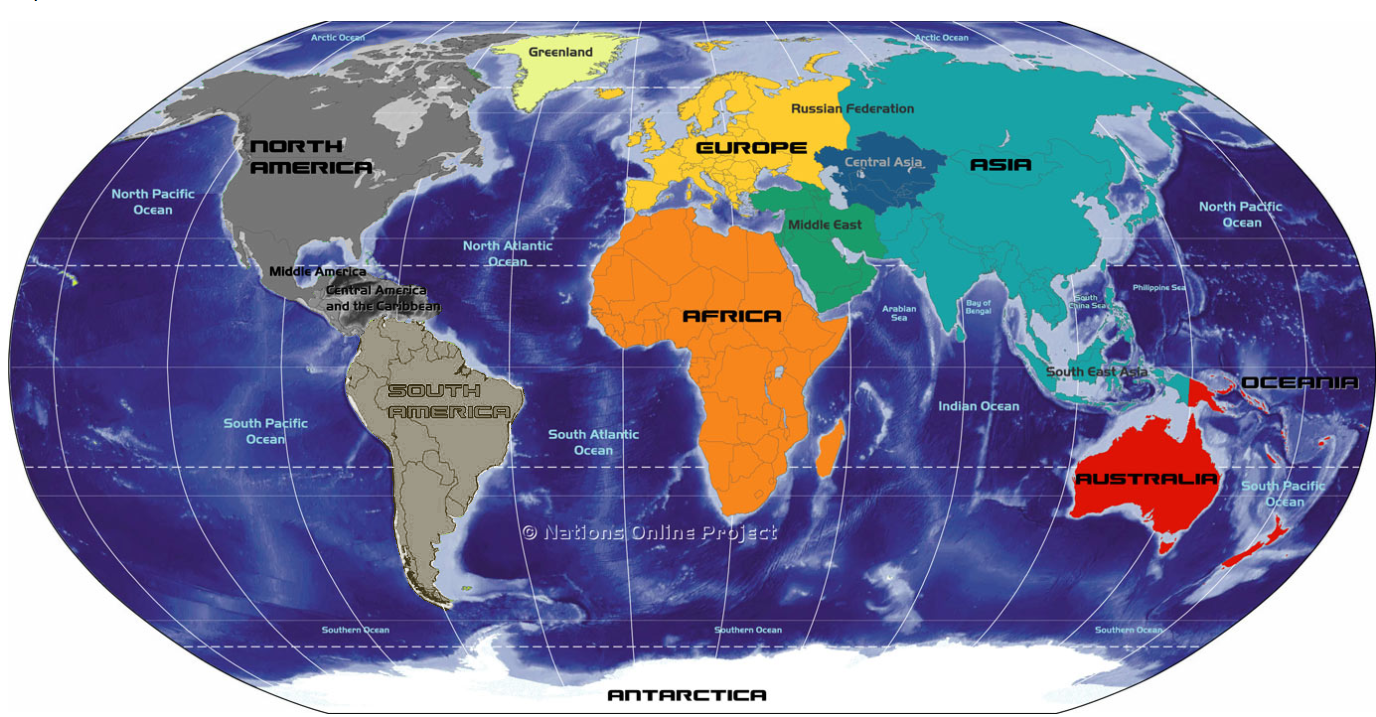 Arctic Ocean
Arctic Ocean
Greenland
Russian Federation
NORTH
AMERICA
EUROPE
Central Asia
ASIA
North Pacific
Ocean
North Pacific
Ocean
Middle East
North Atlantic
Ocean
Middle America
Central America
and the Caribbean
AFRICA
Arabian
Sea
Bay of
Bengal
South
China Sea
Philippine Sea
SOUTH
AMERICA
South East Asia
OCEANIA
Indian Ocean
South Pacific
Ocean
South Atlantic
Ocean
AUSTRALIA
South Pacific
Ocean
© Nations Online Project
Southern Ocean
Southern Ocean
Southern Ocean
ANTARCTICA